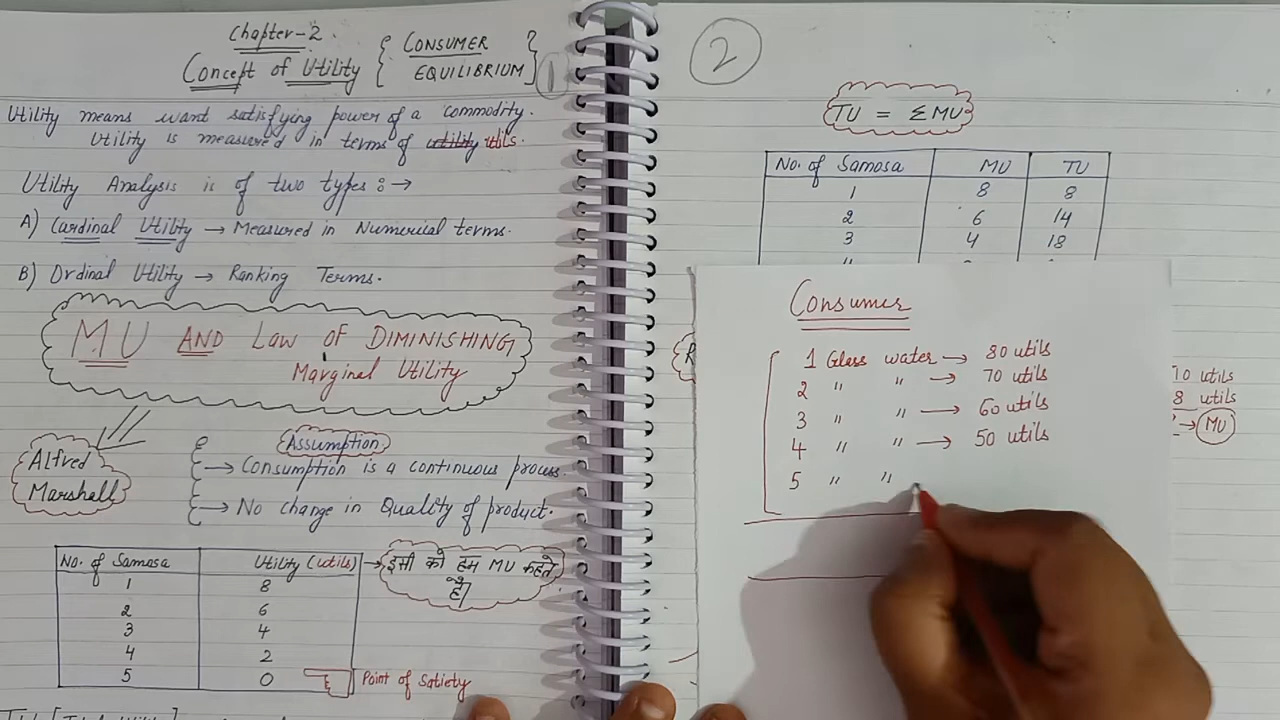 Chapter-2.
Concept of Utility { CONSUMER EQUILIBRIUM } 1
Utility means want satisfying power of a commodity.
Utility is measured in terms of utility utils.
Utility Analysis is of two types :→
A) Cardinal Utility → Measured in Numerical terms.
B) Ordinal Utility → Ranking Terms.
MU AND Law of DIMINISHING
Marginal Utility
Alfred
Marshall
Assumption
→ Consumption is a continuous process.
→ No change in Quality of product.
No. of Samosa Utility (utils) → इसी को हम MU कहते
है।
1 8
2 6
3 4
4 2
5 0 Point of Satiety
2
TU = ΣMU
No. of Samosa MU TU
1 8 8
2 6 14
3 4 18
Consumer
1 Glass water → 80 utils
2 " " → 70 utils
3 " " → 60 utils
4 " " → 50 utils
5 " "
10 utils
8 utils
→ MU